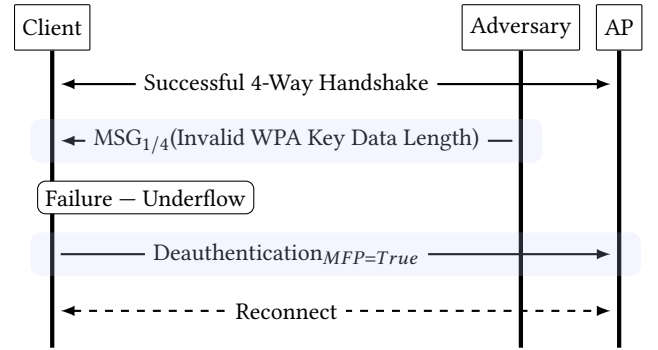 Client Adversary AP
Successful 4-Way Handshake
MSG1/4(Invalid WPA Key Data Length)
Failure — Underflow
DeauthenticationMFP=True
Reconnect